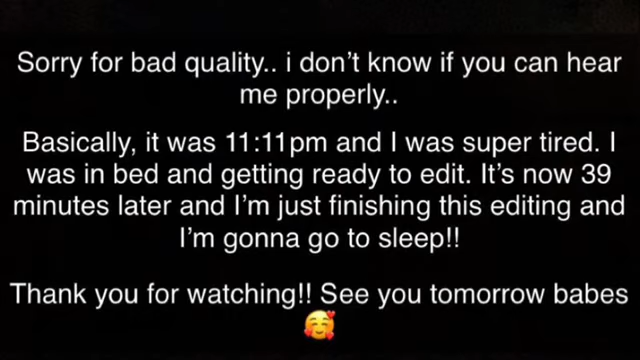 Sorry for bad quality.. i don’t know if you can hear
me properly..
Basically, it was 11:11pm and I was super tired. I
was in bed and getting ready to edit. It’s now 39
minutes later and I’m just finishing this editing and
I’m gonna go to sleep!!
Thank you for watching!! See you tomorrow babes
🥰